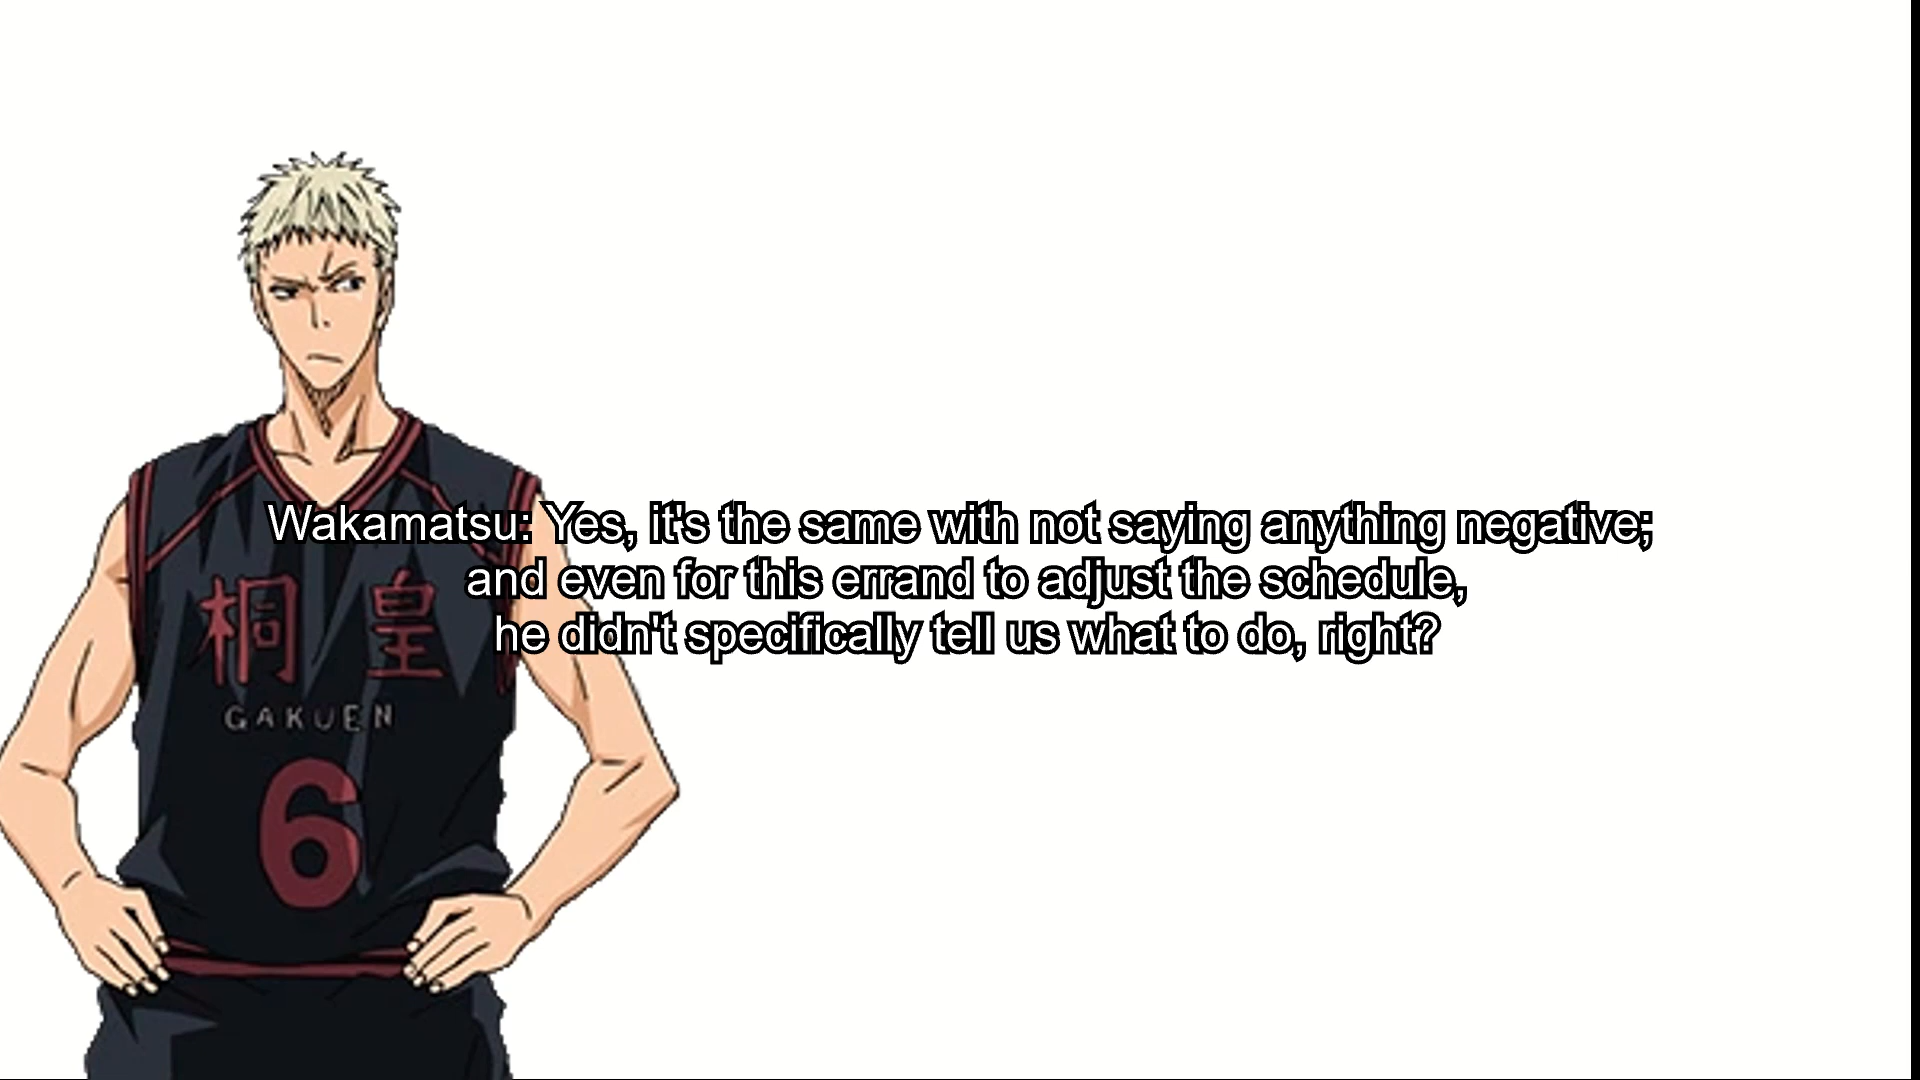 Wakamatsu: Yes, it's the same with not saying anything negative;
and even for this errand to adjust the schedule,
he didn't specifically tell us what to do, right?
桐皇
GAKUEN
6